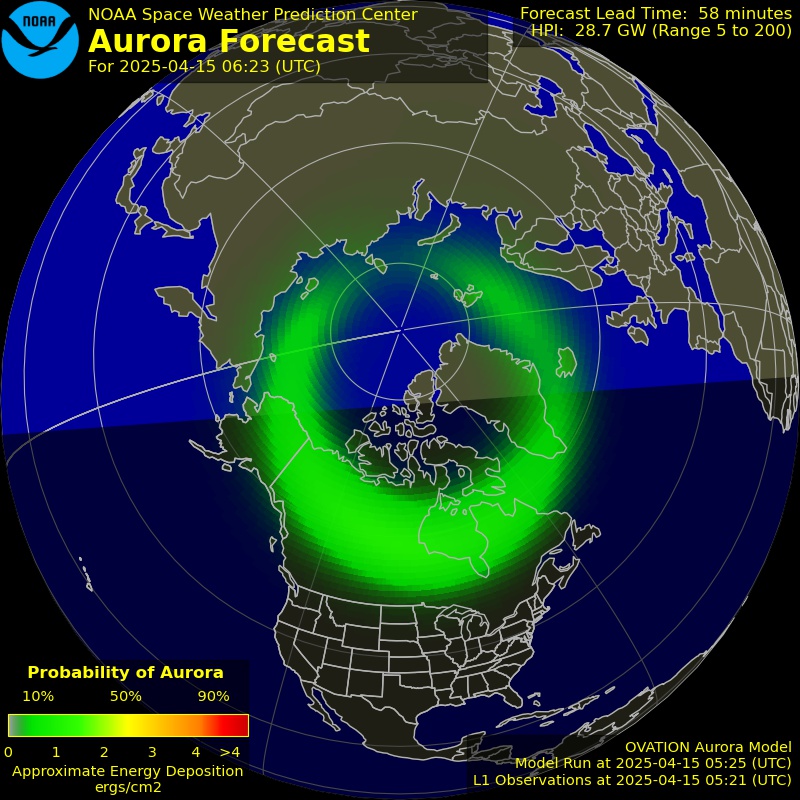 NOAA
NOAA Space Weather Prediction Center
Aurora Forecast
For 2025-04-15 06:23 (UTC)
Forecast Lead Time: 58 minutes
HPI: 28.7 GW (Range 5 to 200)
Probability of Aurora
10% 50% 90%
0 1 2 3 4 >4
Approximate Energy Deposition
ergs/cm2
OVATION Aurora Model
Model Run at 2025-04-15 05:25 (UTC)
L1 Observations at 2025-04-15 05:21 (UTC)